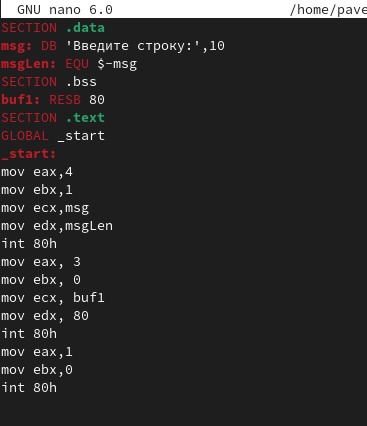 GNU nano 6.0 /home/pave
SECTION .data
msg: DB 'Введите строку:',10
msgLen: EQU $-msg
SECTION .bss
buf1: RESB 80
SECTION .text
GLOBAL _start
_start:
mov eax,4
mov ebx,1
mov ecx,msg
mov edx,msgLen
int 80h
mov eax, 3
mov ebx, 0
mov ecx, buf1
mov edx, 80
int 80h
mov eax,1
mov ebx,0
int 80h